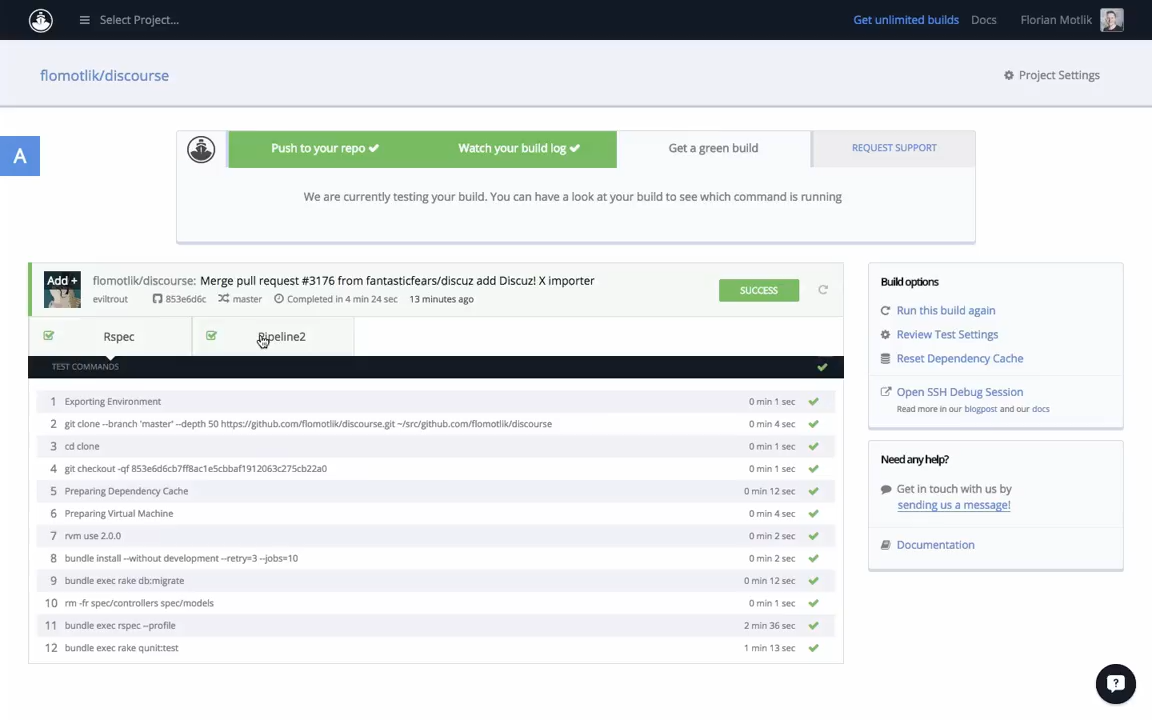 Select Project...
Get unlimited builds
Docs
Florian Motlik
flomotlik/discourse
Project Settings
A
Push to your repo
Watch your build log
Get a green build
REQUEST SUPPORT
We are currently testing your build. You can have a look at your build to see which command is running
Add +
flomotlik/discourse: Merge pull request #3176 from fantasticfears/discuz add Discuz! X importer
eviltrout 853e6d6c master Completed in 4 min 24 sec 13 minutes ago
SUCCESS
Rspec
Pipeline2
TEST COMMANDS
1 Exporting Environment 0 min 1 sec
2 git clone --branch 'master' --depth 50 https://github.com/flomotlik/discourse.git ~/src/github.com/flomotlik/discourse 0 min 4 sec
3 cd clone 0 min 1 sec
4 git checkout -qf 853e6d6cb7ff8ac1e5cbbaf1912063c275cb22a0 0 min 1 sec
5 Preparing Dependency Cache 0 min 12 sec
6 Preparing Virtual Machine 0 min 4 sec
7 rvm use 2.0.0 0 min 2 sec
8 bundle install --without development --retry=3 --jobs=10 0 min 2 sec
9 bundle exec rake db:migrate 0 min 12 sec
10 rm -fr spec/controllers spec/models 0 min 1 sec
11 bundle exec rspec --profile 2 min 36 sec
12 bundle exec rake qunit:test 1 min 13 sec
Build options
Run this build again
Review Test Settings
Reset Dependency Cache
Open SSH Debug Session
Read more in our blogpost and our docs
Need any help?
Get in touch with us by
sending us a message!
Documentation